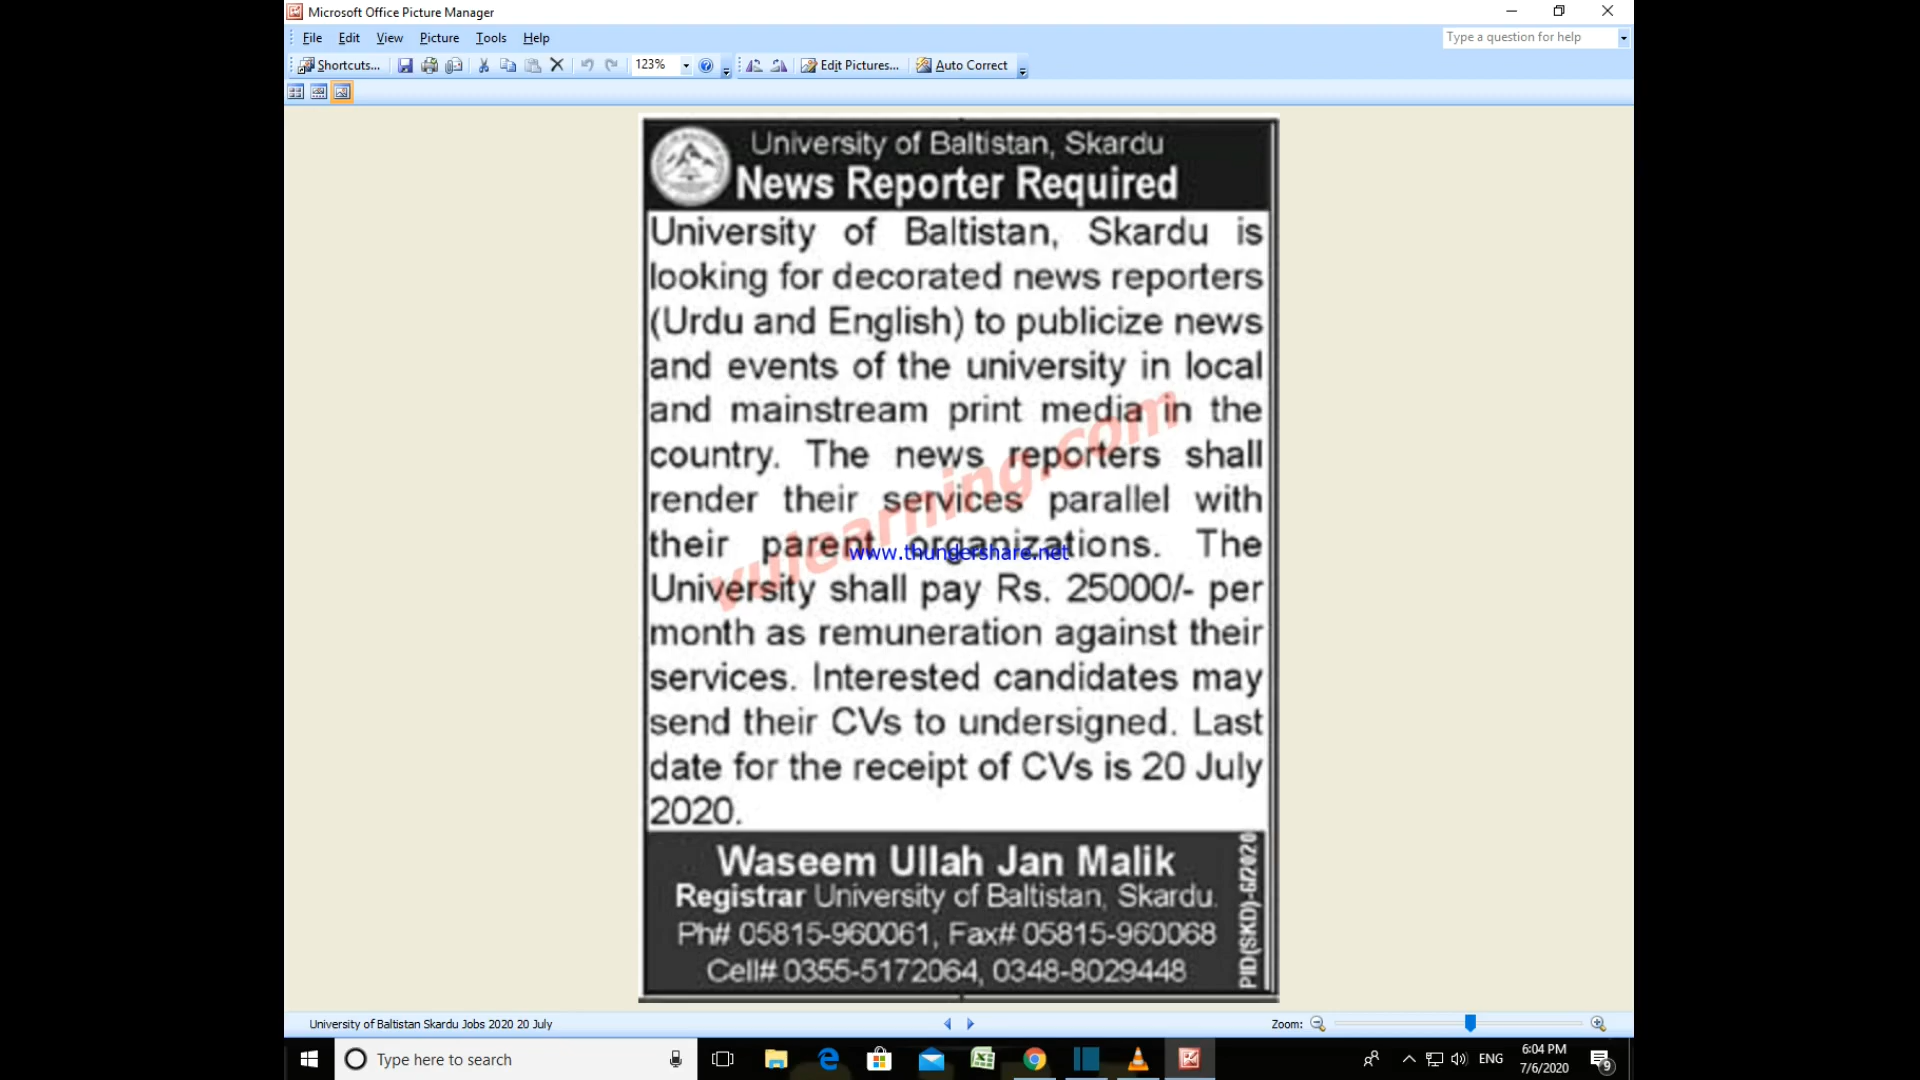 Microsoft Office Picture Manager
File Edit View Picture Tools Help
Type a question for help
Shortcuts... 123% Edit Pictures... Auto Correct
University of Baltistan, Skardu
News Reporter Required
University of Baltistan, Skardu is
looking for decorated news reporters
(Urdu and English) to publicize news
and events of the university in local
and mainstream print media in the
country. The news reporters shall
render their services parallel with
their parent organizations. The
University shall pay Rs. 25000/- per
month as remuneration against their
services. Interested candidates may
send their CVs to undersigned. Last
date for the receipt of CVs is 20 July
2020.
vulearning.com
www.thundershare.net
Waseem Ullah Jan Malik
Registrar University of Baltistan, Skardu.
Ph# 05815-960061, Fax# 05815-960068
Cell# 0355-5172064, 0348-8029448
PID(SKD)-6/2020
University of Baltistan Skardu Jobs 2020 20 July
Zoom:
Type here to search
ENG
6:04 PM
7/6/2020
9